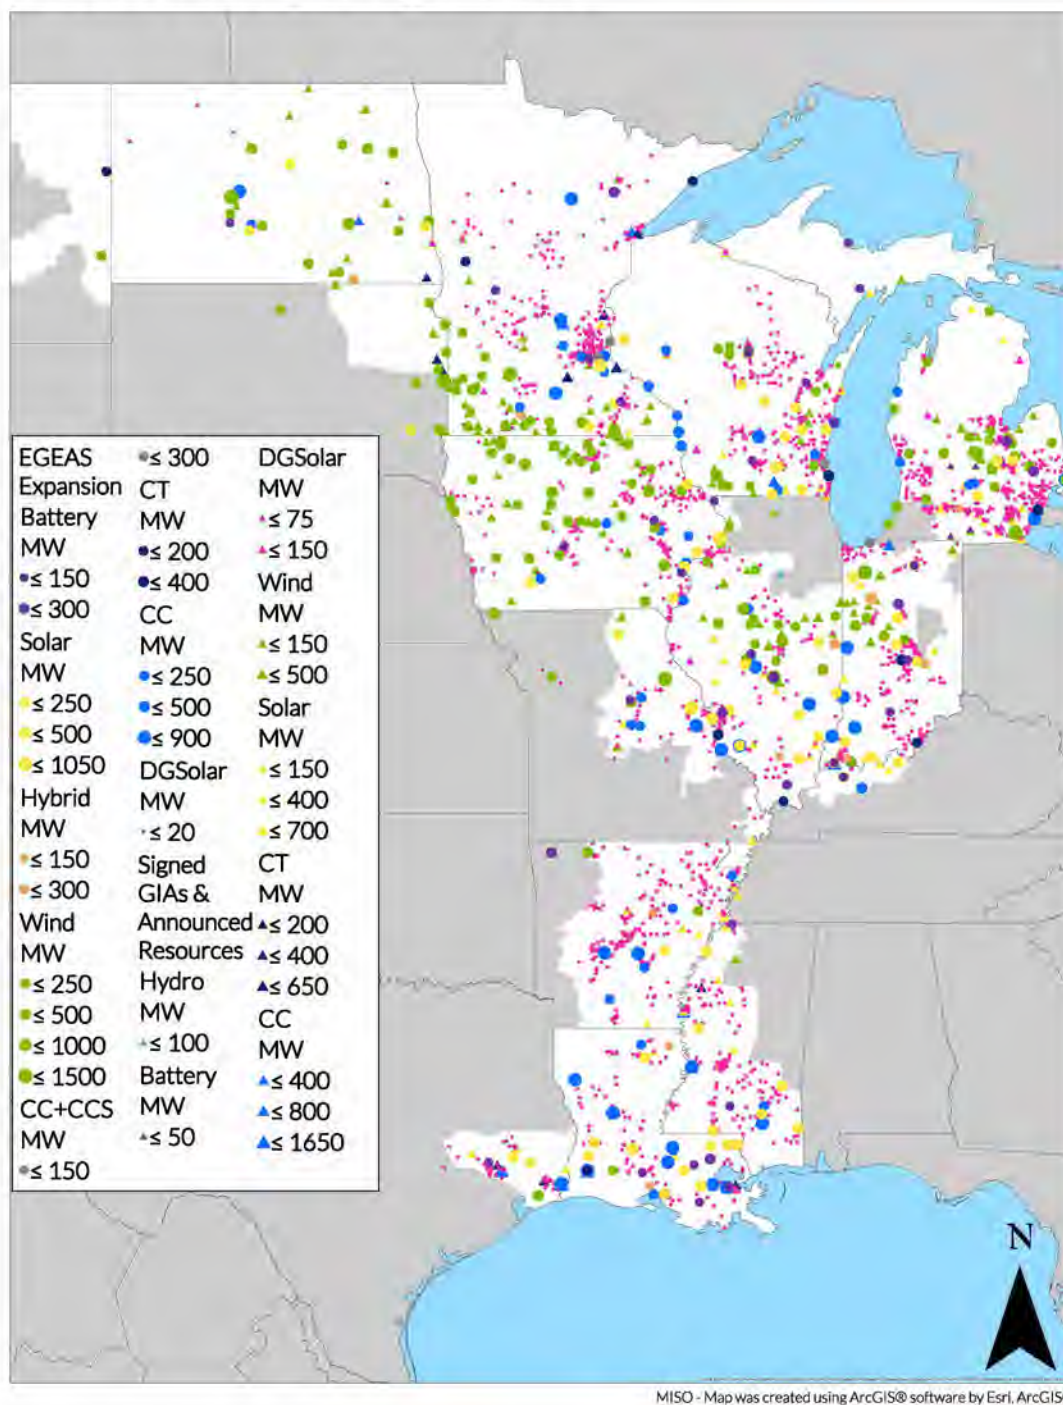 EGEAS
Expansion
Battery
MW
≤ 150
≤ 300
Solar
MW
≤ 250
≤ 500
≤ 1050
Hybrid
MW
≤ 150
≤ 300
Wind
MW
≤ 250
≤ 500
≤ 1000
≤ 1500
CC+CCS
MW
≤ 150
≤ 300
CT
MW
≤ 200
≤ 400
CC
MW
≤ 250
≤ 500
≤ 900
DGSolar
MW
≤ 20
Signed
GIAs &
Announced
Resources
Hydro
MW
≤ 100
Battery
MW
≤ 50
DGSolar
MW
≤ 75
≤ 150
Wind
MW
≤ 150
≤ 500
Solar
MW
≤ 150
≤ 400
≤ 700
CT
MW
≤ 200
≤ 400
≤ 650
CC
MW
≤ 400
≤ 800
≤ 1650
N
MISO - Map was created using ArcGIS® software by Esri. ArcGIS